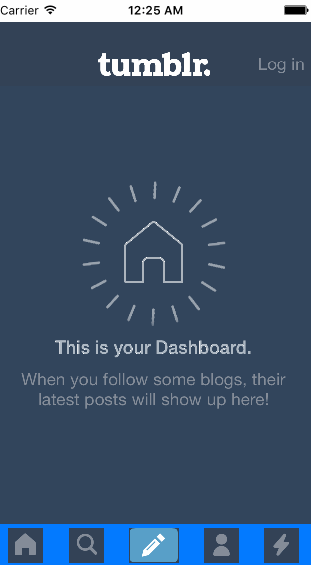 Carrier 12:25 AM
tumblr.
Log in
This is your Dashboard.
When you follow some blogs, their
latest posts will show up here!